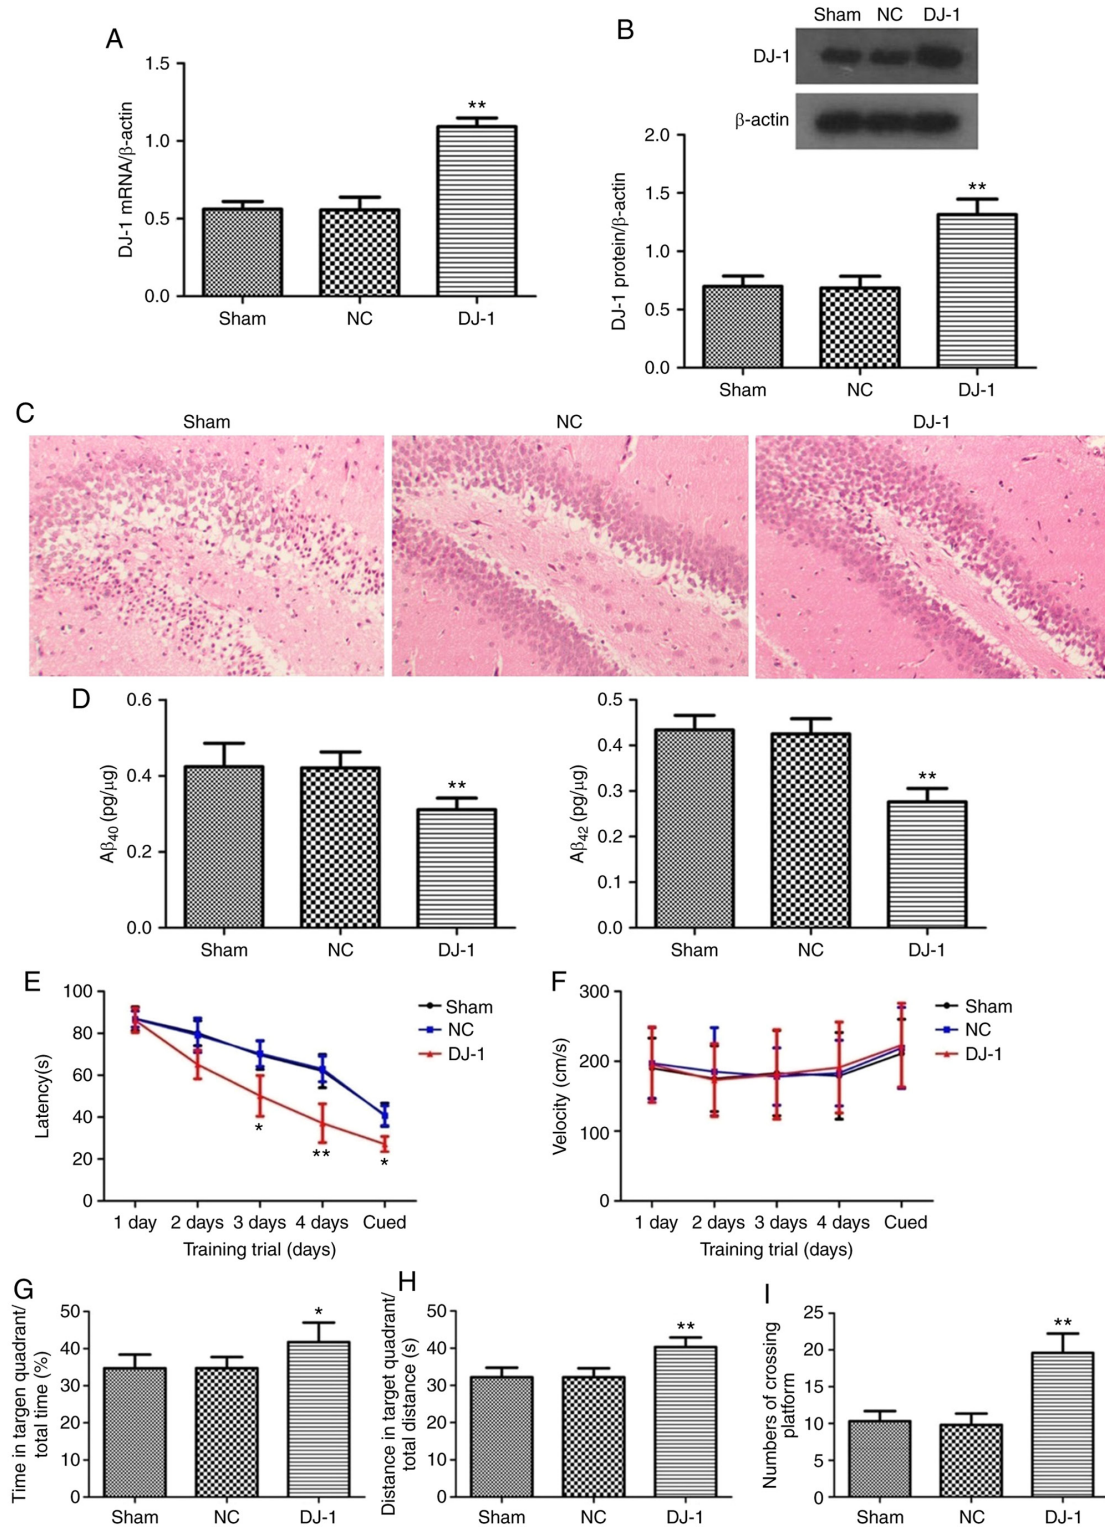 A
DJ-1 mRNA/β-actin
1.5
1.0
0.5
0.0
**
Sham NC DJ-1
B
Sham NC DJ-1
DJ-1
β-actin
DJ-1 protein/β-actin
2.0
1.5
1.0
0.5
0.0
**
Sham NC DJ-1
C
Sham NC DJ-1
D
Aβ40 (pg/µg)
0.6
0.4
0.2
0.0
**
Sham NC DJ-1
Aβ42 (pg/µg)
0.5
0.4
0.3
0.2
0.1
0.0
**
Sham NC DJ-1
E
Latency(s)
100
80
60
40
20
0
*
**
*
Sham
NC
DJ-1
1 day 2 days 3 days 4 days Cued
Training trial (days)
F
Velocity (cm/s)
300
200
100
0
Sham
NC
DJ-1
1 day 2 days 3 days 4 days Cued
Training trial (days)
G
Time in targen quadrant/
total time (%)
50
40
30
20
10
0
*
Sham NC DJ-1
H
Distance in target quadrant/
total distance (s)
50
40
30
20
10
0
**
Sham NC DJ-1
I
Numbers of crossing
platform
25
20
15
10
5
0
**
Sham NC DJ-1